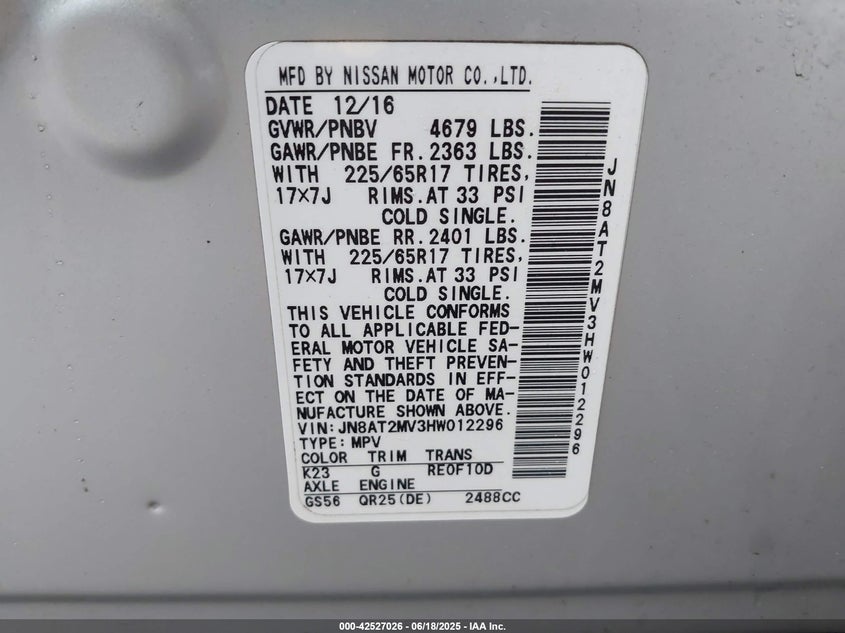 MFD BY NISSAN MOTOR CO.,LTD.
DATE 12/16
GVWR/PNBV 4679 LBS.
GAWR/PNBE FR. 2363 LBS.
WITH 225/65R17 TIRES,
17×7J RIMS.AT 33 PSI
COLD SINGLE.
GAWR/PNBE RR. 2401 LBS.
WITH 225/65R17 TIRES,
17×7J RIMS.AT 33 PSI
COLD SINGLE.
THIS VEHICLE CONFORMS
TO ALL APPLICABLE FED-
ERAL MOTOR VEHICLE SA-
FETY AND THEFT PREVEN-
TION STANDARDS IN EFF-
ECT ON THE DATE OF MA-
NUFACTURE SHOWN ABOVE.
VIN: JN8AT2MV3HW012296
TYPE: MPV
COLOR TRIM TRANS
K23 G RE0F10D
AXLE ENGINE
GS56 QR25(DE) 2488CC
JN8AT2MV3HW012296
000-42527026 - 06/18/2025 - IAA Inc.